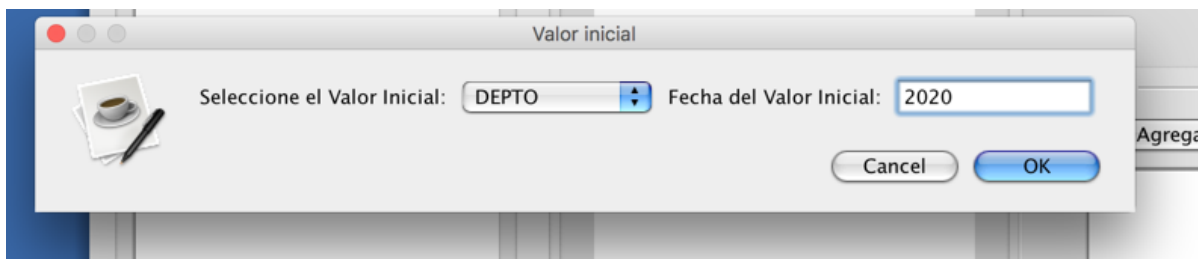 Valor inicial
Seleccione el Valor Inicial: DEPTO Fecha del Valor Inicial: 2020
Agrega
Cancel OK